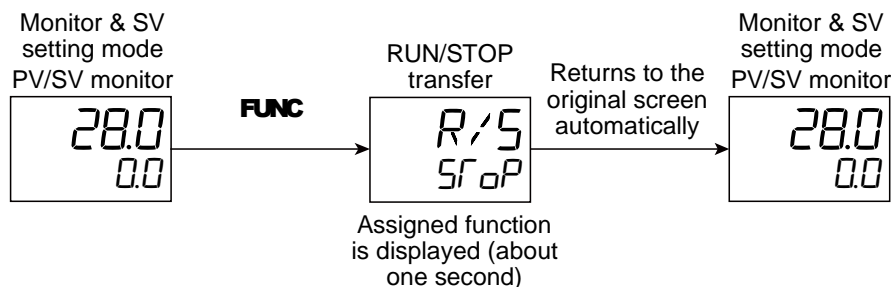 Monitor & SV
setting mode
PV/SV monitor
28.0
0.0
FUNC
RUN/STOP
transfer
R/S
SToP
Assigned function
is displayed (about
one second)
Returns to the
original screen
automatically
Monitor & SV
setting mode
PV/SV monitor
28.0
0.0